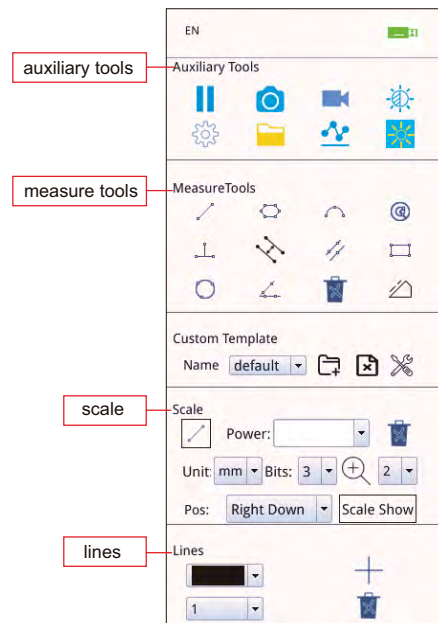 EN
auxiliary tools
Auxiliary Tools
measure tools
MeasureTools
Custom Template
Name default
scale
Scale
Power:
Unit: mm Bits: 3 2
Pos: Right Down Scale Show
lines
Lines
1